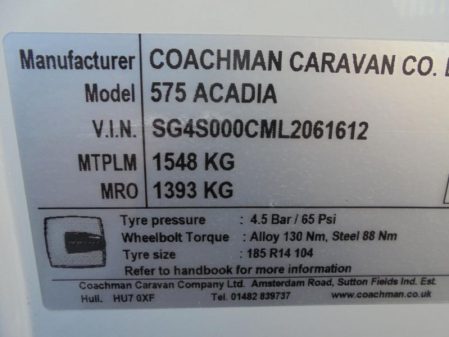 Manufacturer COACHMAN CARAVAN CO.
Model 575 ACADIA
V.I.N. SG4S000CML2061612
MTPLM 1548 KG
MRO 1393 KG
Tyre pressure : 4.5 Bar / 65 Psi
Wheelbolt Torque : Alloy 130 Nm, Steel 88 Nm
Tyre size : 185 R14 104
Refer to handbook for more information
Coachman Caravan Company Ltd. Amsterdam Road, Sutton Fields Ind. Est.
Hull. HU7 0XF Tel. 01482 839737 www.coachman.co.uk